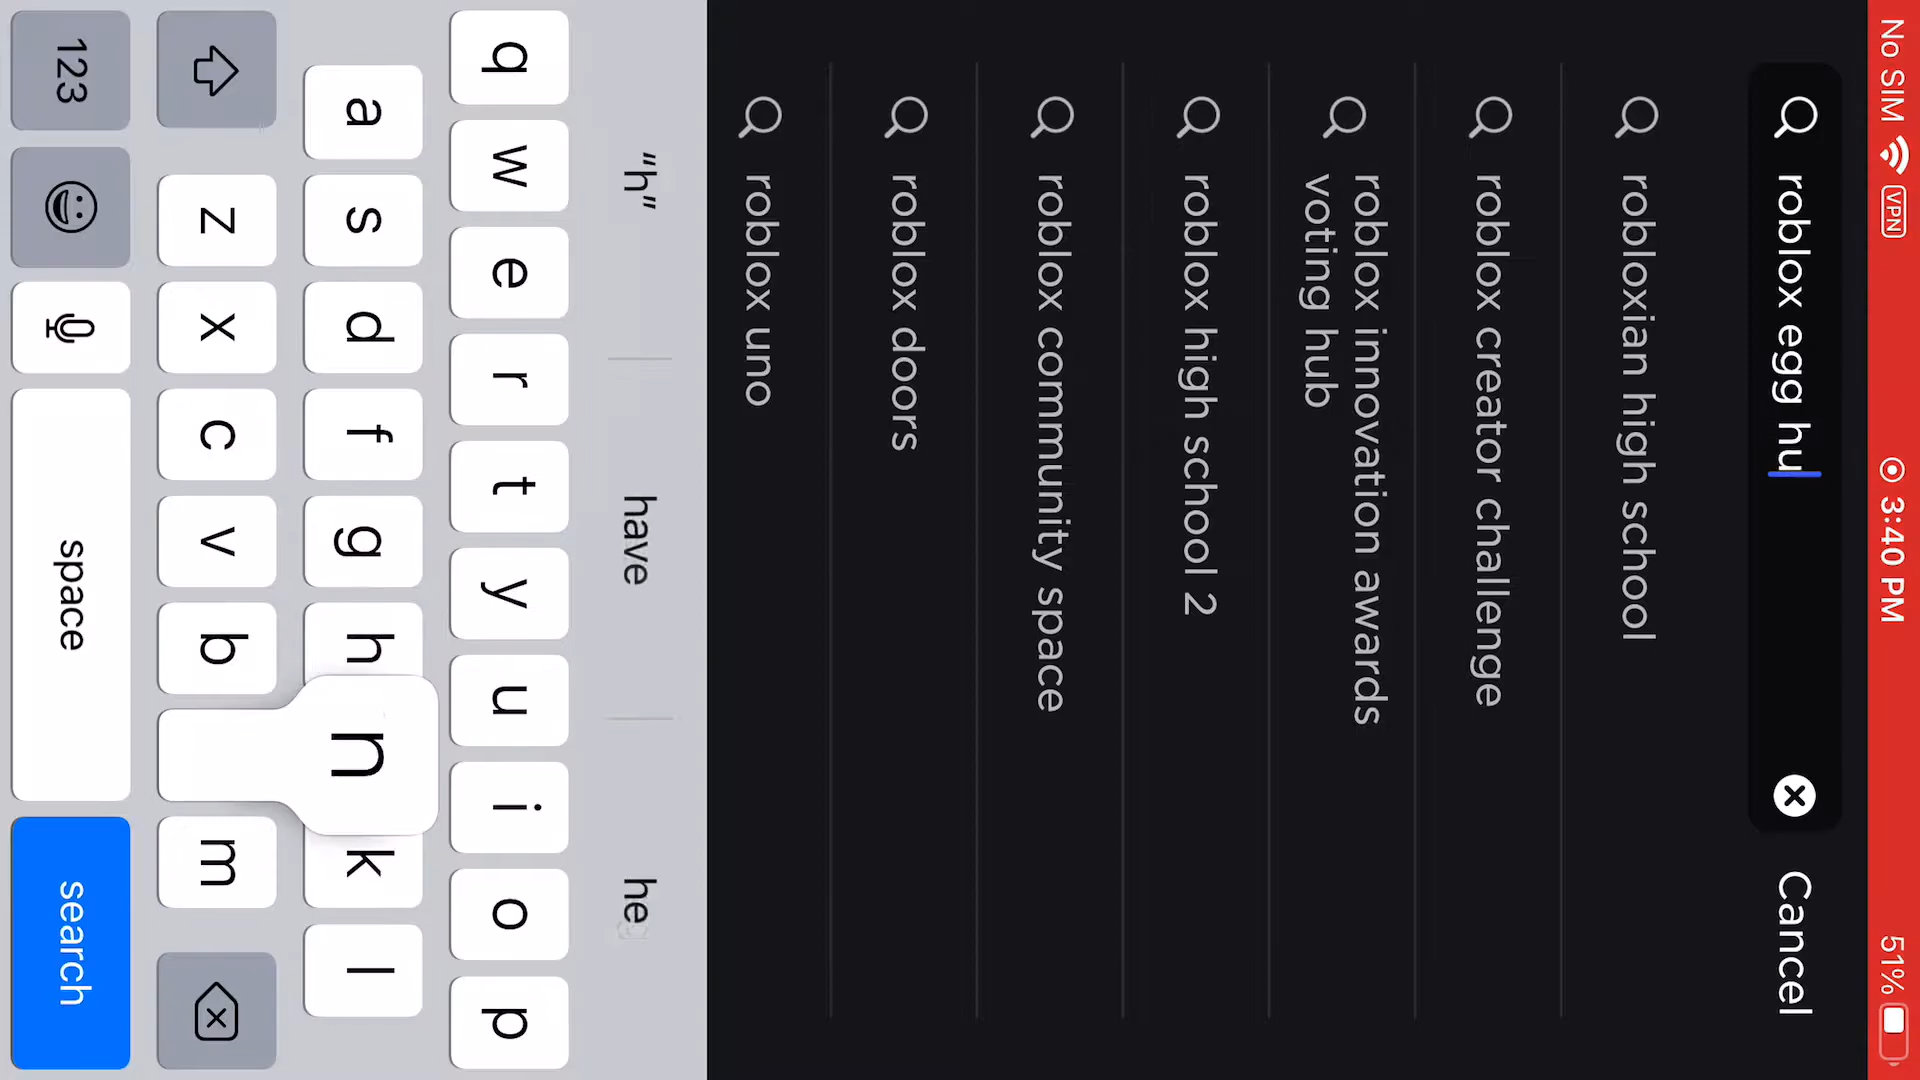 No SIM VPN 3:40 PM 51%
roblox egg hu Cancel
robloxian high school
roblox creator challenge
roblox innovation awards
voting hub
roblox high school 2
roblox community space
roblox doors
roblox uno
"h" have he
q w e r t y u i o p
a s d f g h n k l
z x c v b m
123 space search